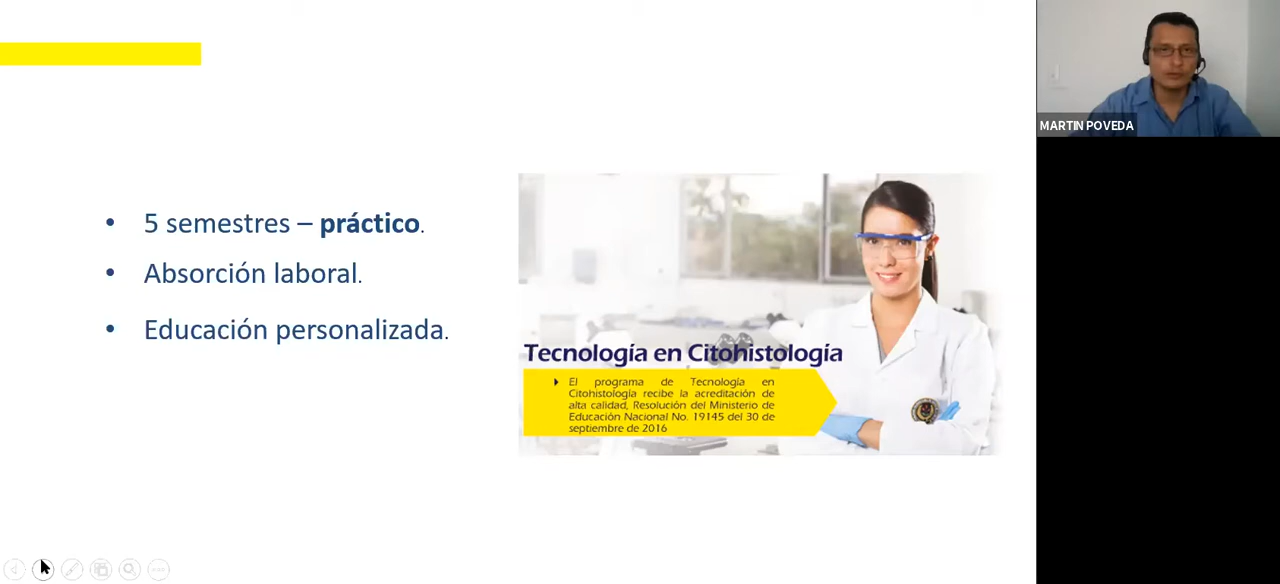 MARTIN POVEDA
• 5 semestres – práctico.
• Absorción laboral.
• Educación personalizada.
Tecnología en Citohistología
El programa de Tecnología en
Citohistología recibe la acreditación de
alta calidad, Resolución del Ministerio de
Educación Nacional No. 19145 del 30 de
septiembre de 2016